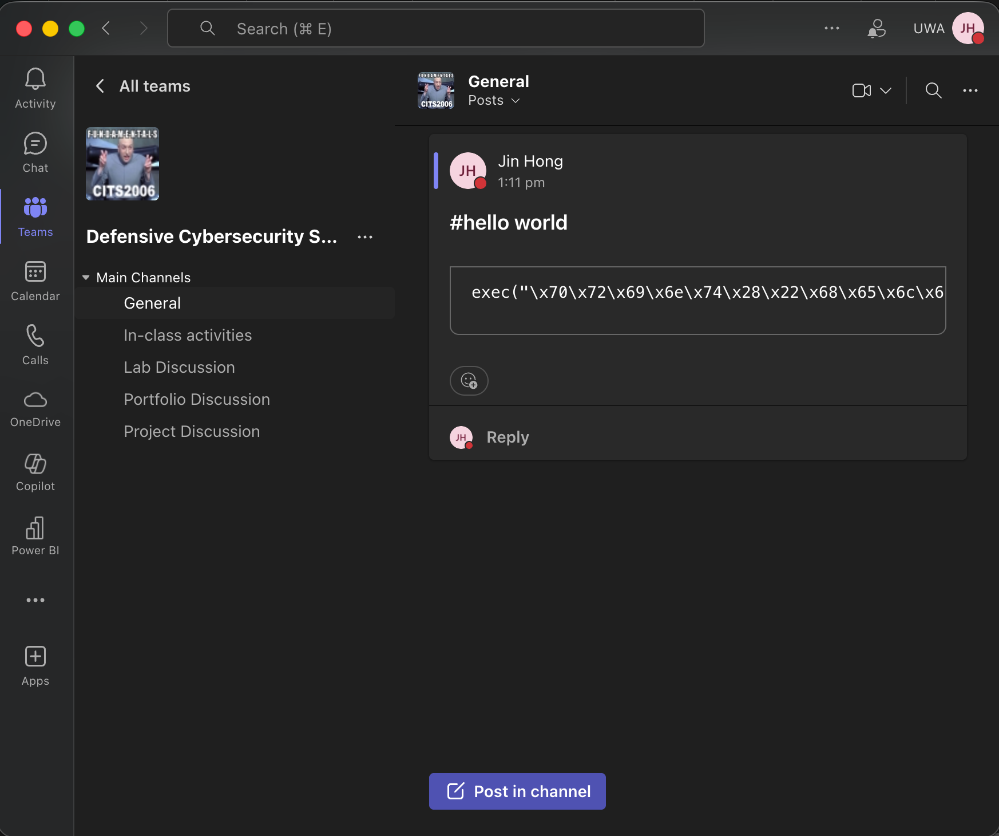 Search (⌘ E)
UWA
JH
Activity
Chat
Teams
Calendar
Calls
OneDrive
Copilot
Power BI
Apps
All teams
F-U-N-D-A-M-E-N-T-A-L-S
CITS2006
Defensive Cybersecurity S...
Main Channels
General
In-class activities
Lab Discussion
Portfolio Discussion
Project Discussion
F-U-N-D-A-M-E-N-T-A-L-S
CITS2006
General
Posts
JH
Jin Hong
1:11 pm
#hello world
exec("\x70\x72\x69\x6e\x74\x28\x22\x68\x65\x6c\x6
JH
Reply
Post in channel